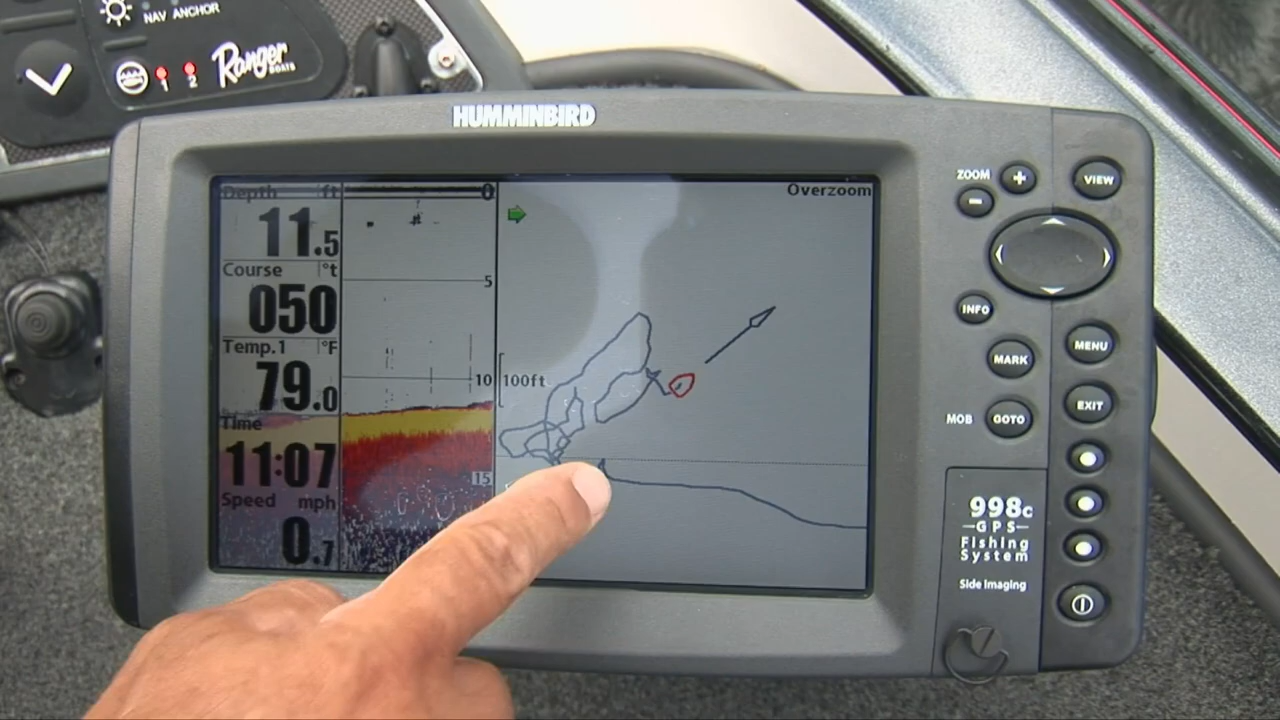 NAV ANCHOR
1 2
Ranger
BOATS
HUMMINBIRD
Depth ft
11.5
Course °t
050
Temp.1 °F
79.0
Time
11:07
Speed mph
0.7
0
5
10
15
100ft
Overzoom
ZOOM
+
-
VIEW
INFO
MARK
MENU
MOB
GOTO
EXIT
998c
GPS
Fishing
System
Side Imaging